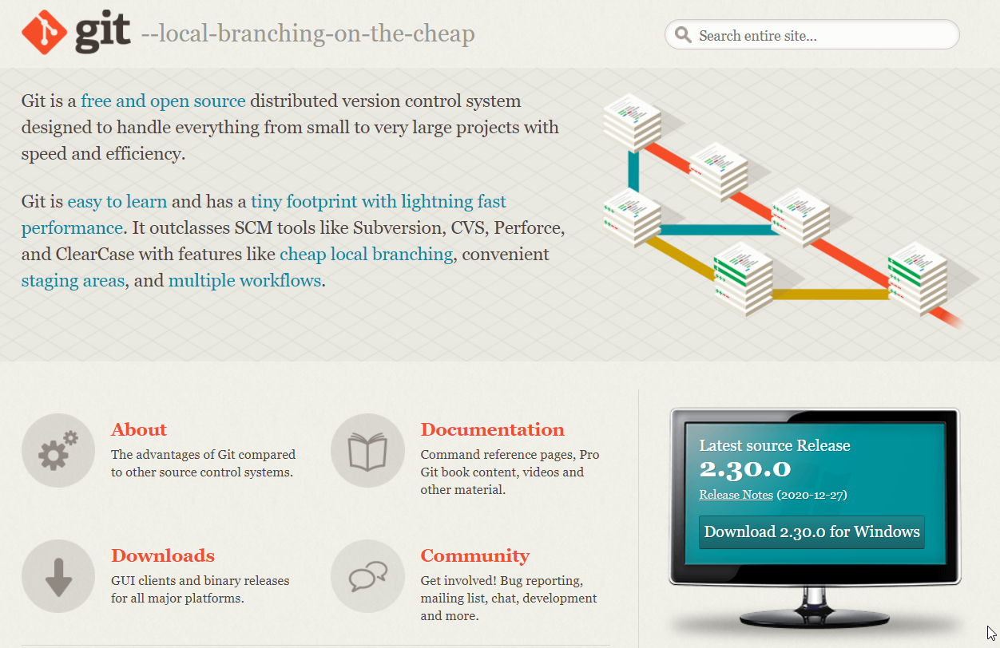 git --local-branching-on-the-cheap
Search entire site...
Git is a free and open source distributed version control system
designed to handle everything from small to very large projects with
speed and efficiency.
Git is easy to learn and has a tiny footprint with lightning fast
performance. It outclasses SCM tools like Subversion, CVS, Perforce,
and ClearCase with features like cheap local branching, convenient
staging areas, and multiple workflows.
About
The advantages of Git compared
to other source control systems.
Documentation
Command reference pages, Pro
Git book content, videos and
other material.
Downloads
GUI clients and binary releases
for all major platforms.
Community
Get involved! Bug reporting,
mailing list, chat, development
and more.
Latest source Release
2.30.0
Release Notes (2020-12-27)
Download 2.30.0 for Windows